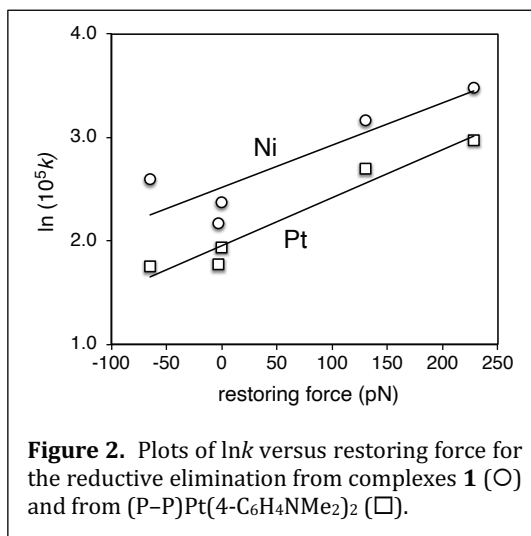 4.0
3.0
2.0
1.0
ln (10⁵k)
Ni
Pt
-100 -50 0 50 100 150 200 250
restoring force (pN)
Figure 2. Plots of lnk versus restoring force for
the reductive elimination from complexes 1 (○)
and from (P–P)Pt(4-C₆H₄NMe₂)₂ (□).